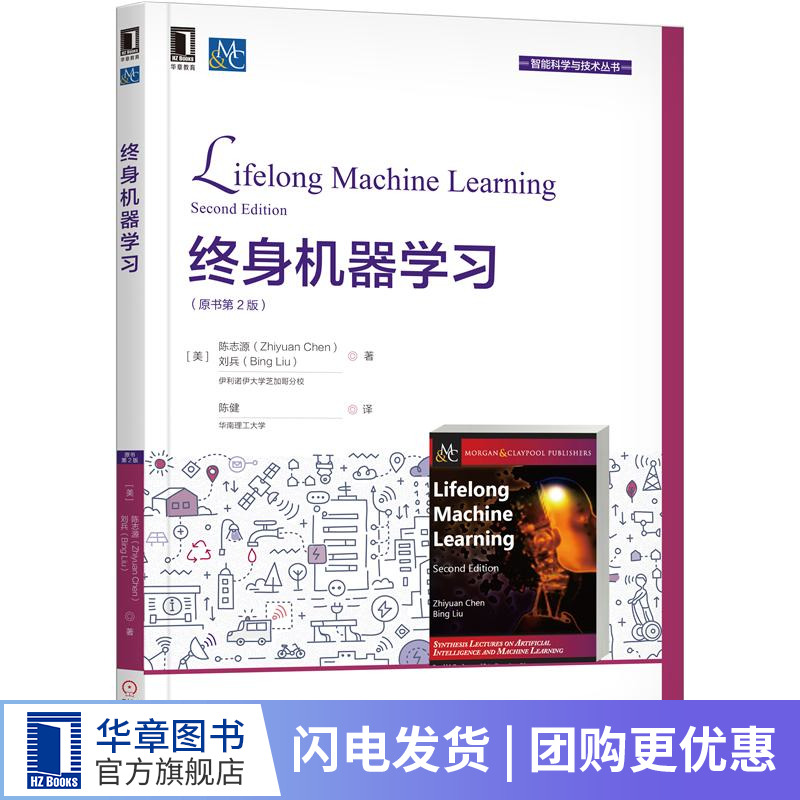 HZ BOOKS
华章教育
M&C
智能科学与技术丛书
Lifelong Machine Learning
Second Edition
终身机器学习
(原书第2版)
[美] 陈志源(Zhiyuan Chen)
刘兵(Bing Liu)
◎ 著
伊利诺伊大学芝加哥分校
陈健 ◎ 译
华南理工大学
HZ BOOKS
华章教育
M&C
终身机器学习
原书
第2版
[美]
陈志源(Zhiyuan Chen)
刘兵(Bing Liu)
◎ 著
M&C MORGAN & CLAYPOOL PUBLISHERS
Lifelong
Machine
Learning
Second Edition
Zhiyuan Chen
Bing Liu
SYNTHESIS LECTURES ON ARTIFICIAL
INTELLIGENCE AND MACHINE LEARNING
HZ BOOKS
华章图书
官方旗舰店
闪电发货
团购更优惠